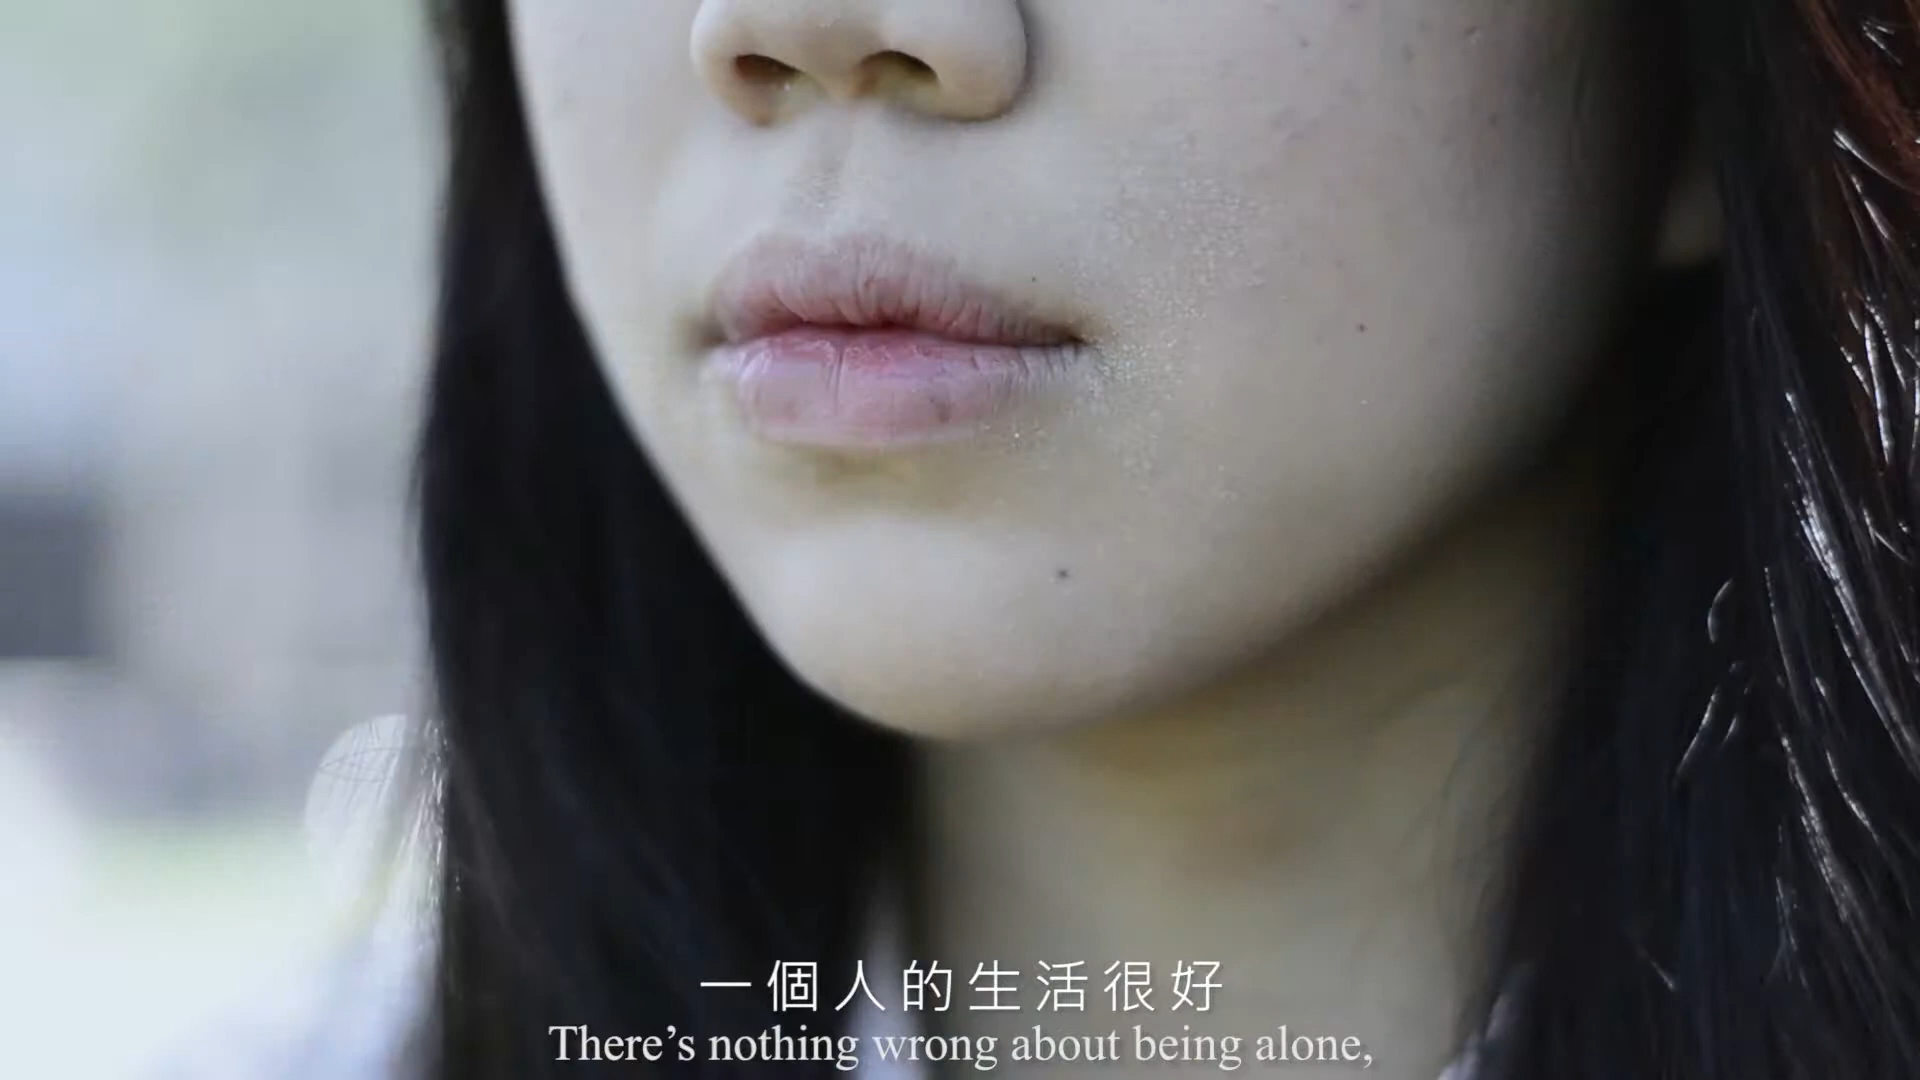 一個人的生活很好
There's nothing wrong about being alone,